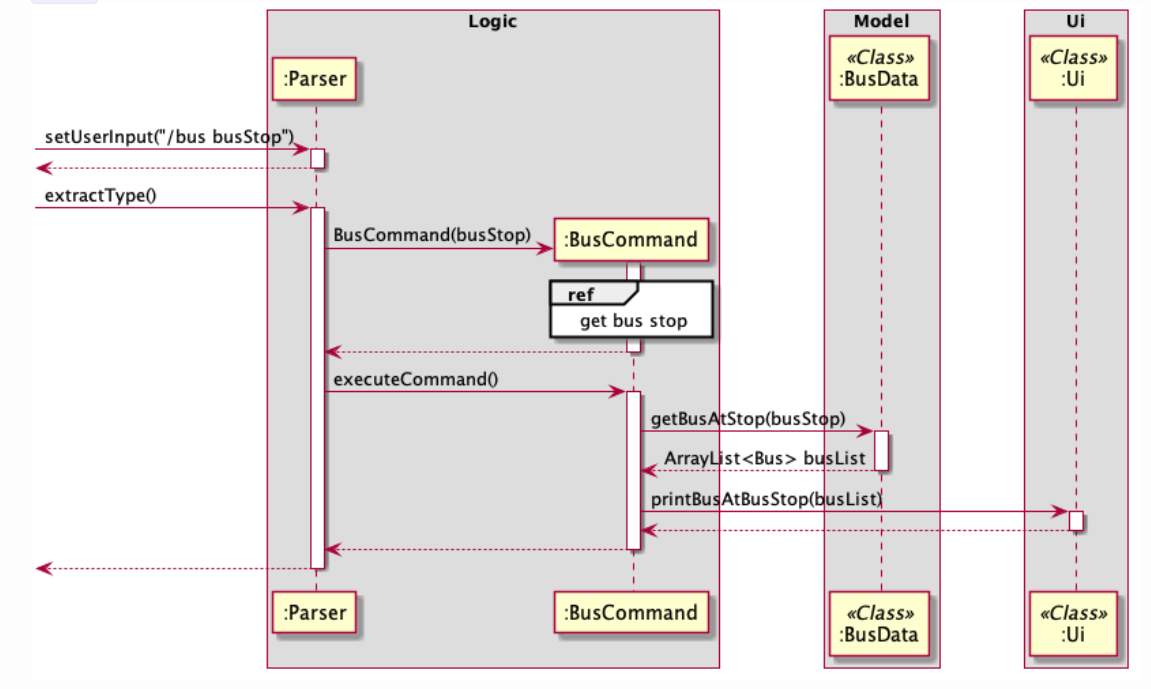 Logic
Model
Ui
«Class»
:BusData
«Class»
:Ui
:Parser
setUserInput("/bus busStop")
extractType()
BusCommand(busStop)
:BusCommand
ref
get bus stop
executeCommand()
getBusAtStop(busStop)
ArrayList<Bus> busList
printBusAtBusStop(busList)
:Parser
:BusCommand
«Class»
:BusData
«Class»
:Ui